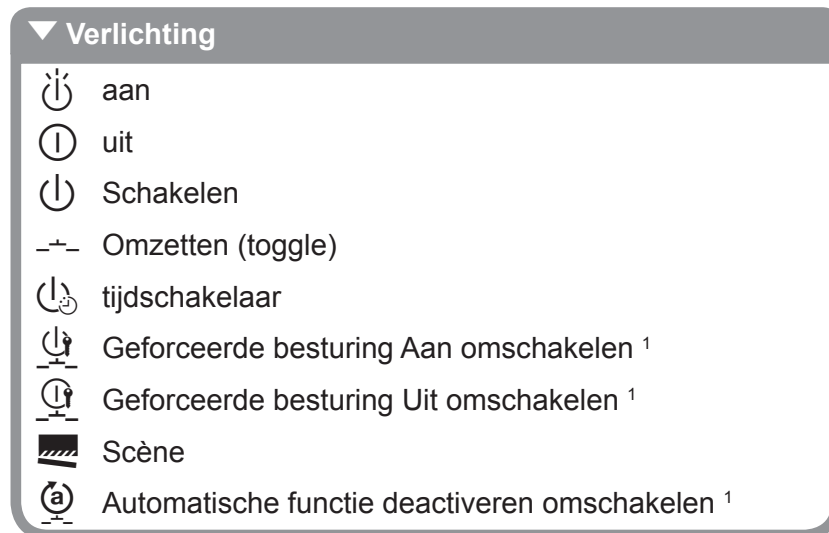 ▼ Verlichting
aan
uit
Schakelen
Omzetten (toggle)
tijdschakelaar
Geforceerde besturing Aan omschakelen ¹
Geforceerde besturing Uit omschakelen ¹
Scène
a Automatische functie deactiveren omschakelen ¹